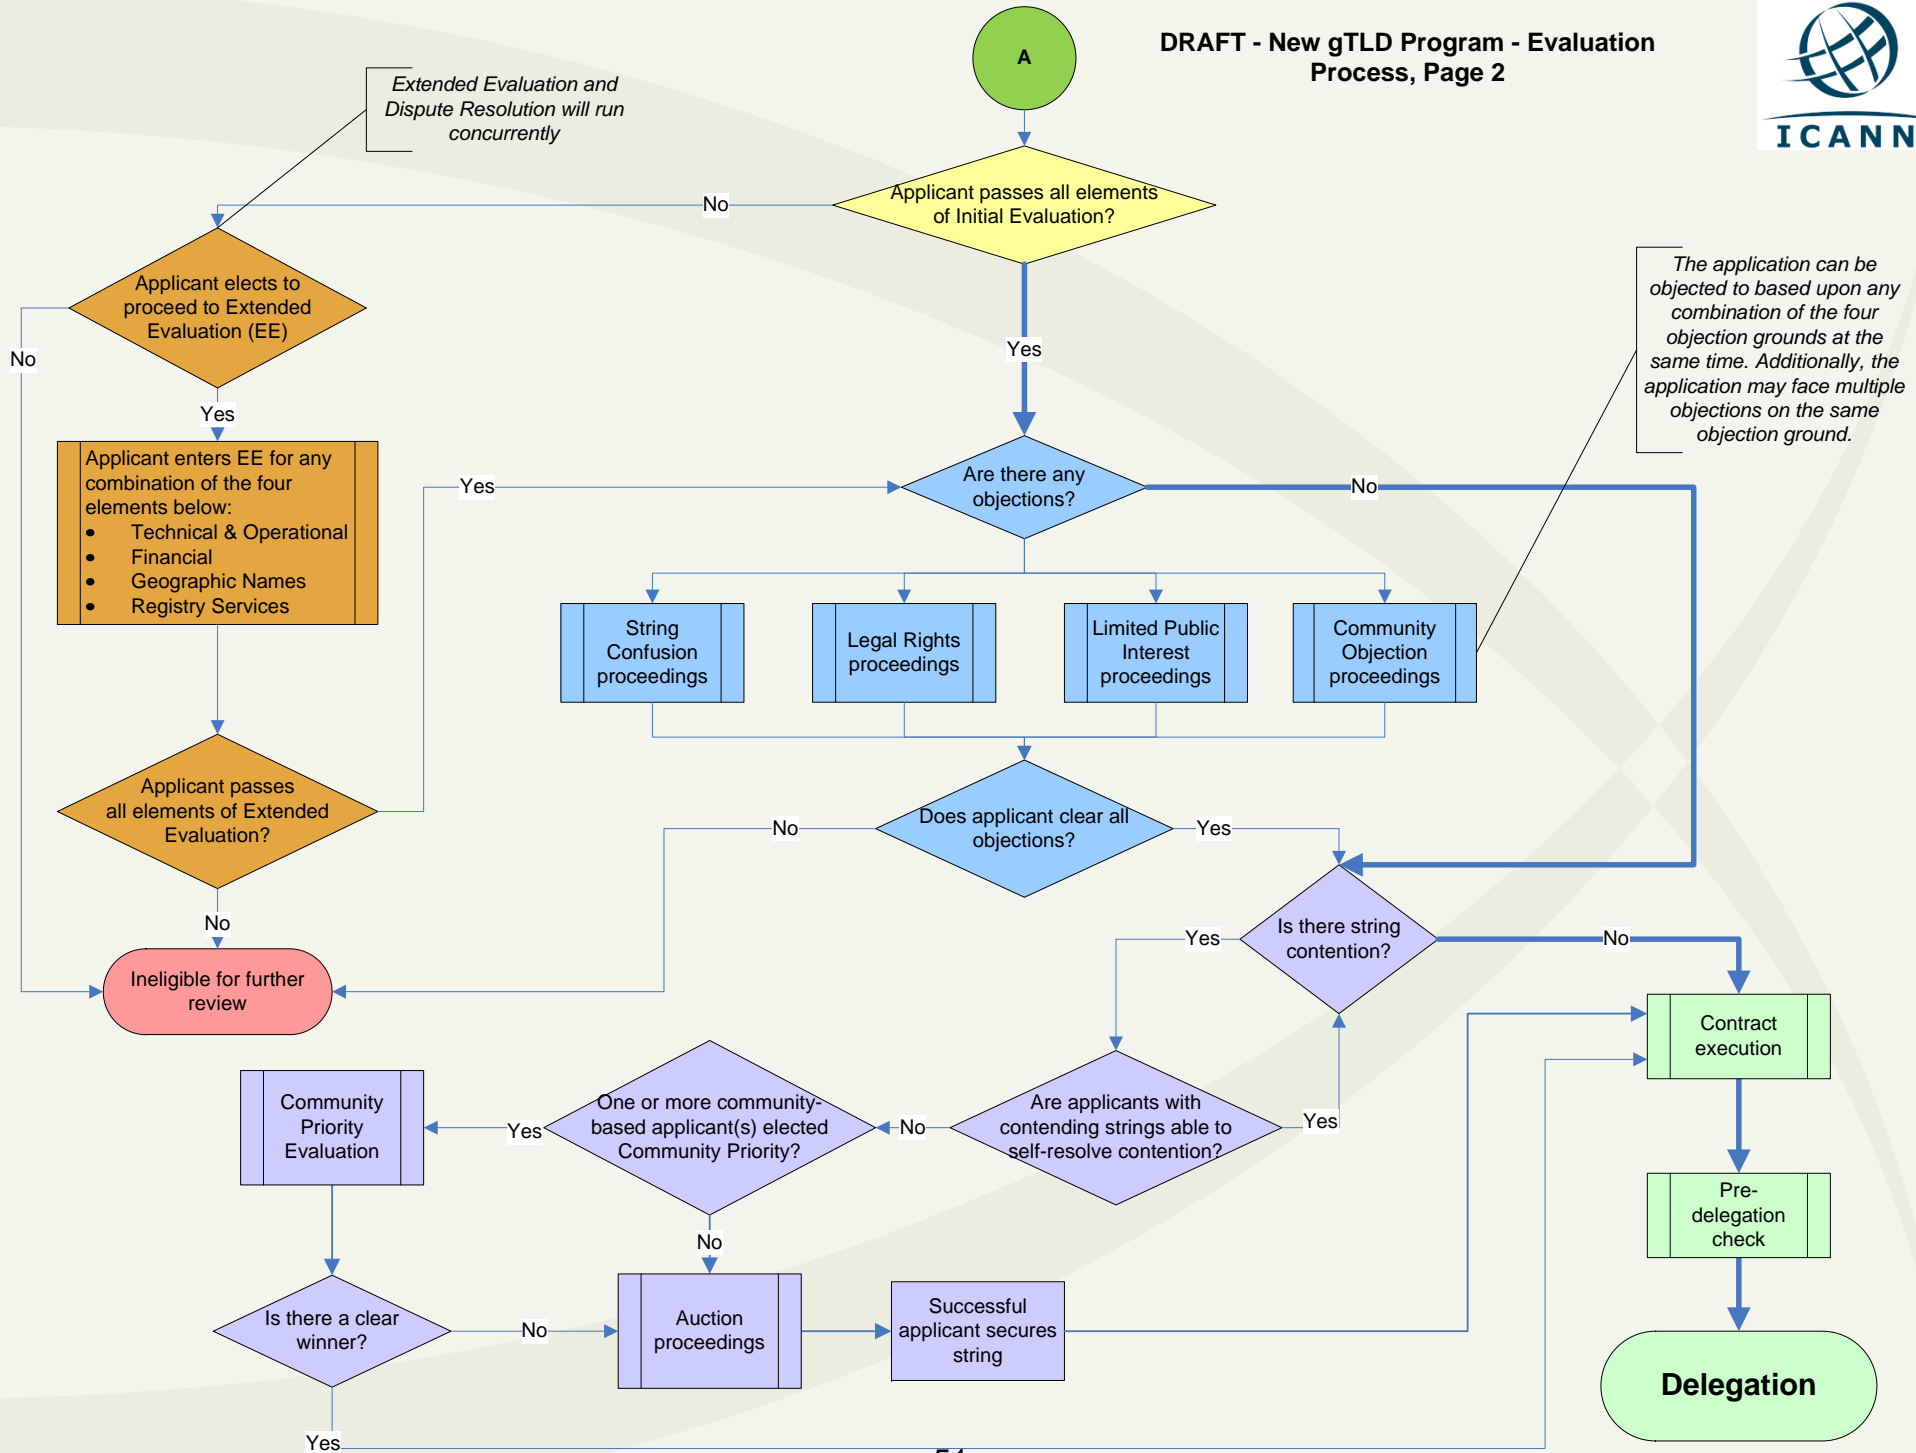 A
DRAFT - New gTLD Program - Evaluation
Process, Page 2
ICANN
Extended Evaluation and
Dispute Resolution will run
concurrently
Applicant passes all elements
of Initial Evaluation?
No
Yes
Applicant elects to
proceed to Extended
Evaluation (EE)
No
Yes
The application can be
objected to based upon any
combination of the four
objection grounds at the
same time. Additionally, the
application may face multiple
objections on the same
objection ground.
Applicant enters EE for any
combination of the four
elements below:
• Technical & Operational
• Financial
• Geographic Names
• Registry Services
Yes
Are there any
objections?
No
String
Confusion
proceedings
Legal Rights
proceedings
Limited Public
Interest
proceedings
Community
Objection
proceedings
Applicant passes
all elements of Extended
Evaluation?
No
Does applicant clear all
objections?
No
Yes
Ineligible for further
review
Is there string
contention?
Yes
No
Contract
execution
Community
Priority
Evaluation
Yes
One or more community-
based applicant(s) elected
Community Priority?
No
Are applicants with
contending strings able to
self-resolve contention?
Yes
No
Pre-
delegation
check
Is there a clear
winner?
No
Auction
proceedings
Successful
applicant secures
string
Delegation
Yes